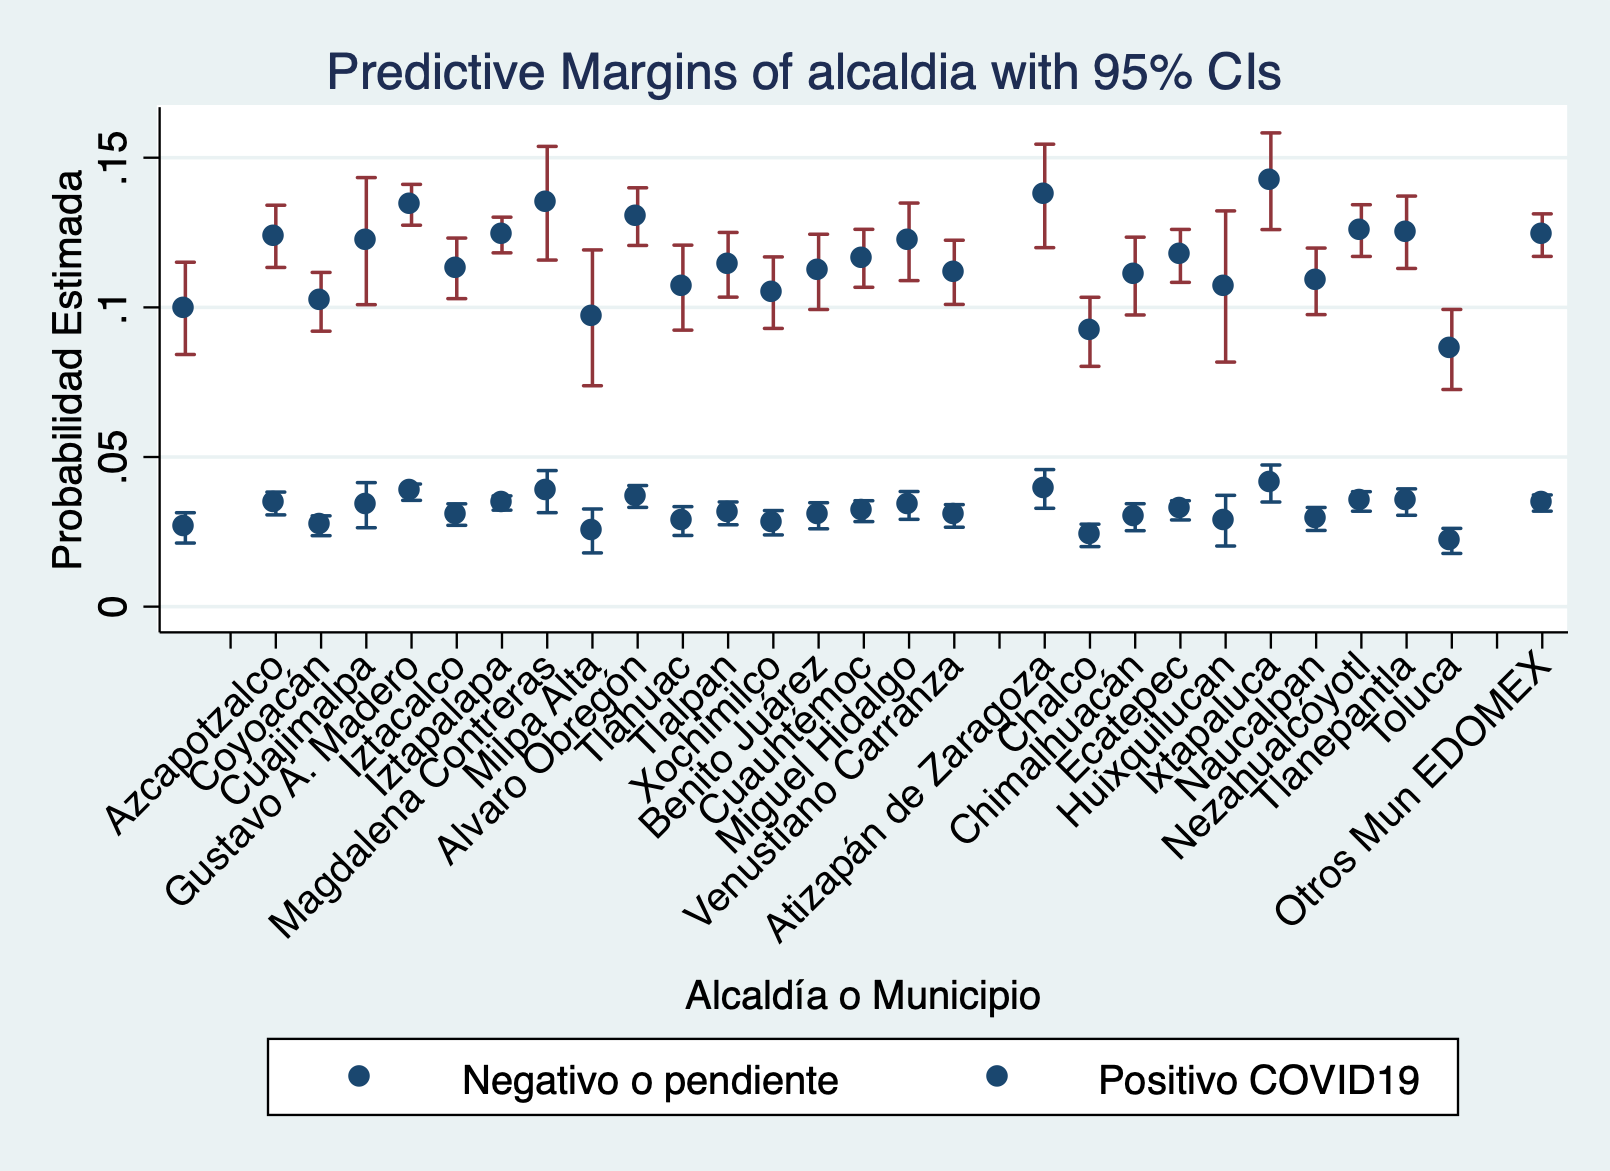 Predictive Margins of alcaldia with 95% CIs
Probabilidad Estimada
.15
.1
.05
0
Azcapotzalco
Coyoacán
Cuajimalpa
Gustavo A. Madero
Iztacalco
Iztapalapa
Magdalena Contreras
Milpa Alta
Alvaro Obregón
Tláhuac
Tlalpan
Xochimilco
Benito Juárez
Cuauhtémoc
Miguel Hidalgo
Venustiano Carranza
Atizapán de Zaragoza
Chalco
Chimalhuacán
Ecatepec
Huixquilucan
Ixtapaluca
Naucalpan
Nezahualcóyotl
Tlanepantla
Toluca
Otros Mun EDOMEX
Alcaldía o Municipio
Negativo o pendiente
Positivo COVID19